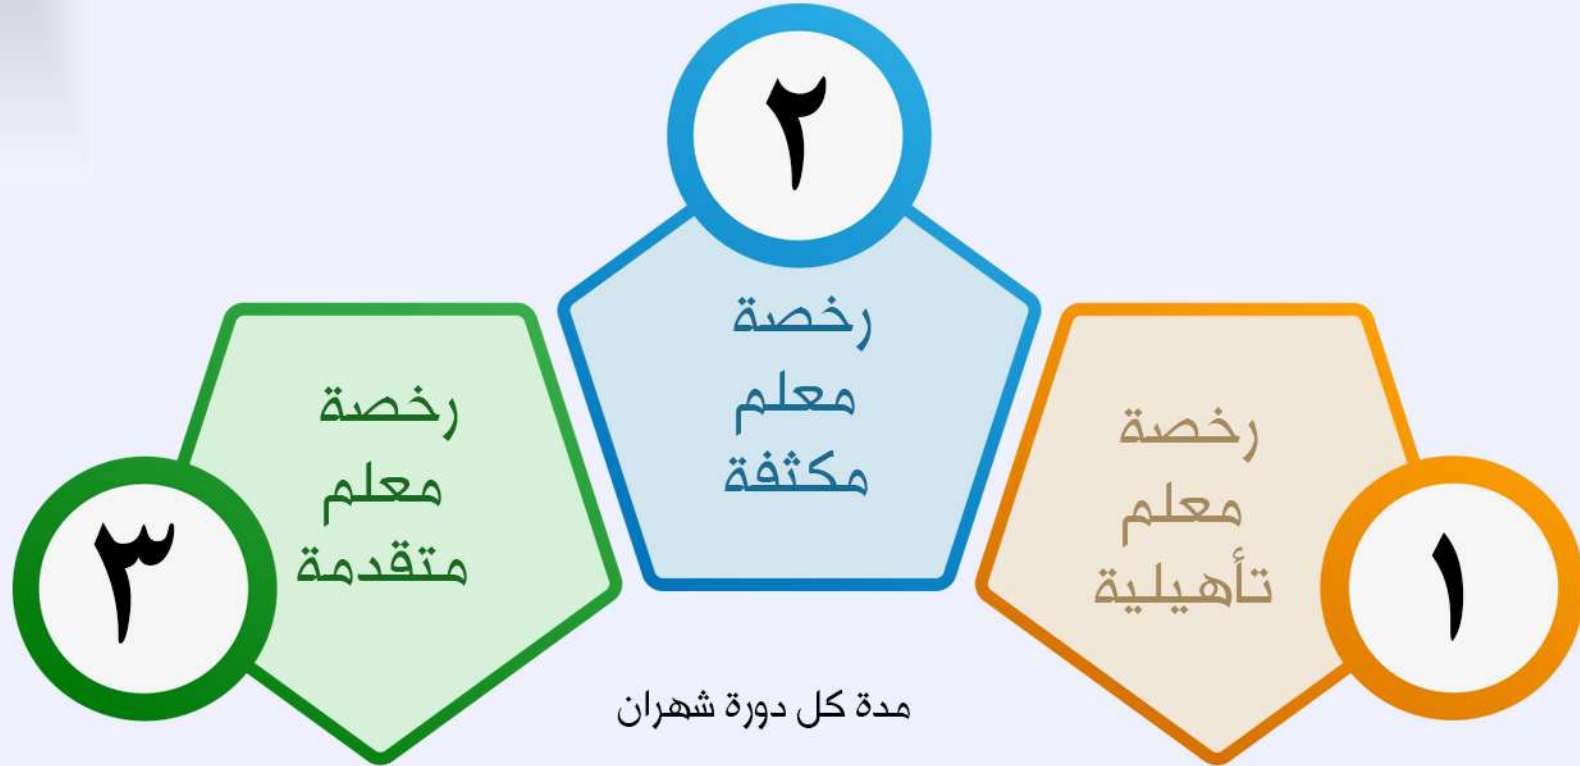 ١
رخصة
معلم
تأهيلية
٢
رخصة
معلم
مكثفة
٣
رخصة
معلم
متقدمة
مدة كل دورة شهران